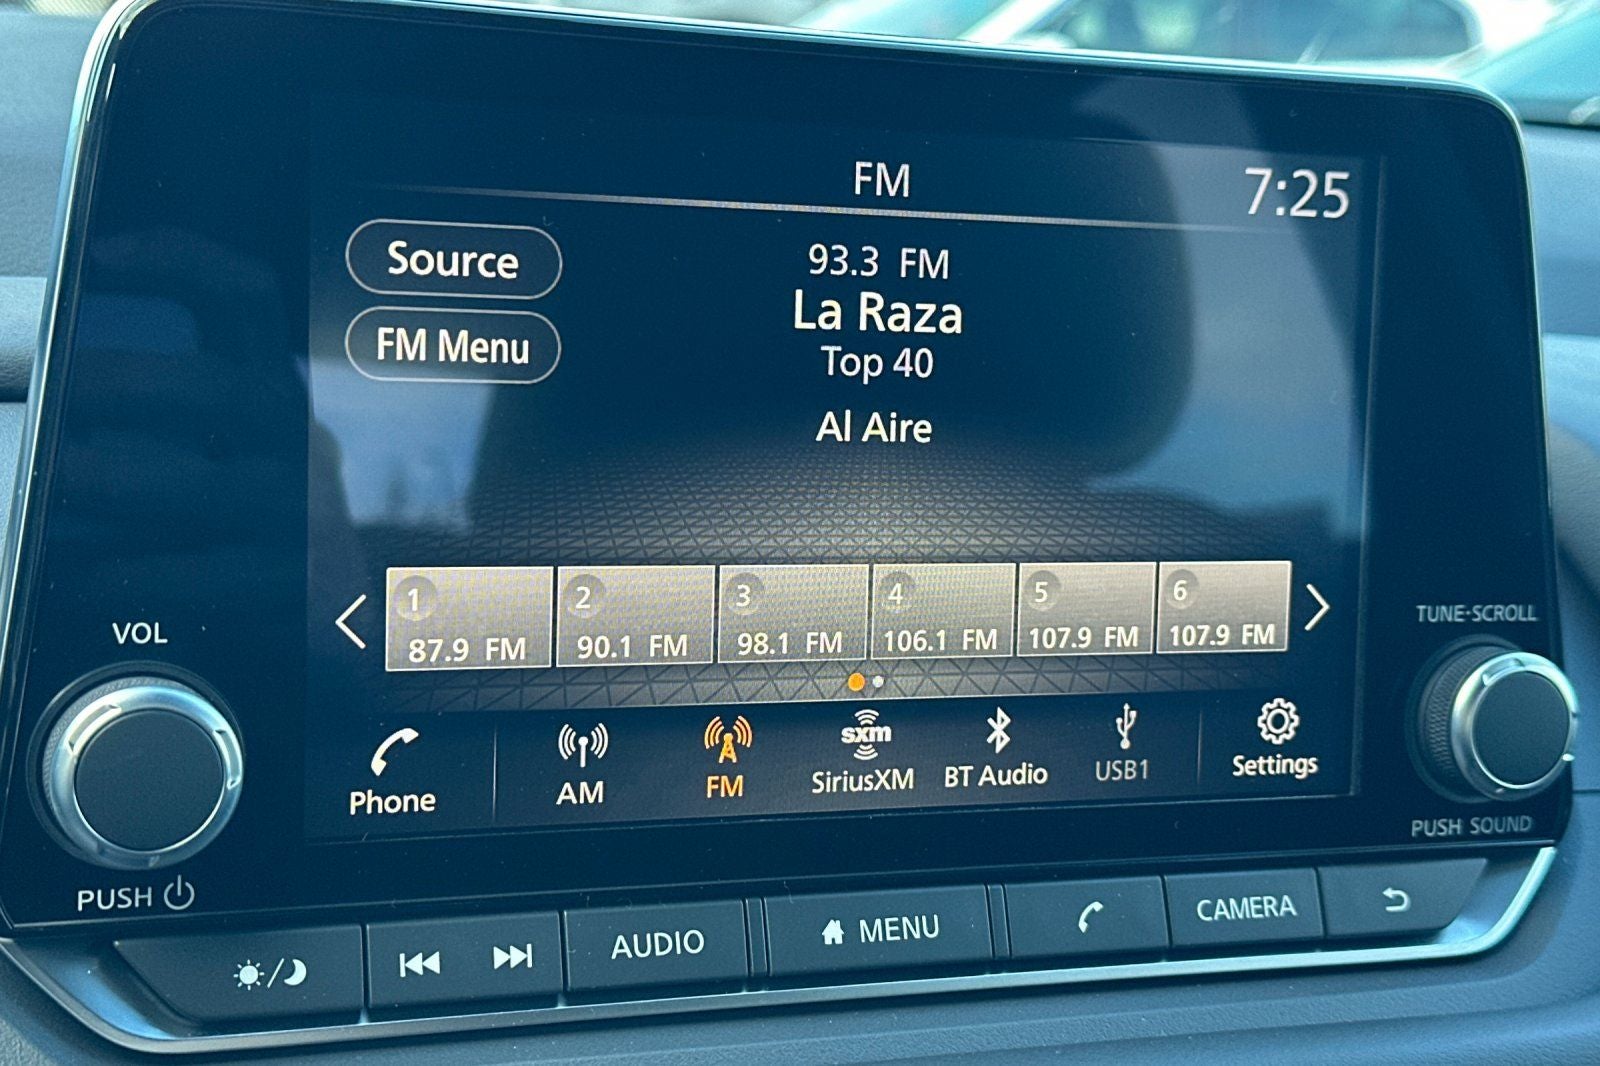 FM
7:25
Source
93.3 FM
La Raza
FM Menu
Top 40
Al Aire
1
87.9 FM
2
90.1 FM
3
98.1 FM
4
106.1 FM
5
107.9 FM
6
107.9 FM
VOL
TUNE·SCROLL
Phone
AM
FM
sxm
SiriusXM
BT Audio
USB1
Settings
PUSH
PUSH SOUND
AUDIO
MENU
CAMERA